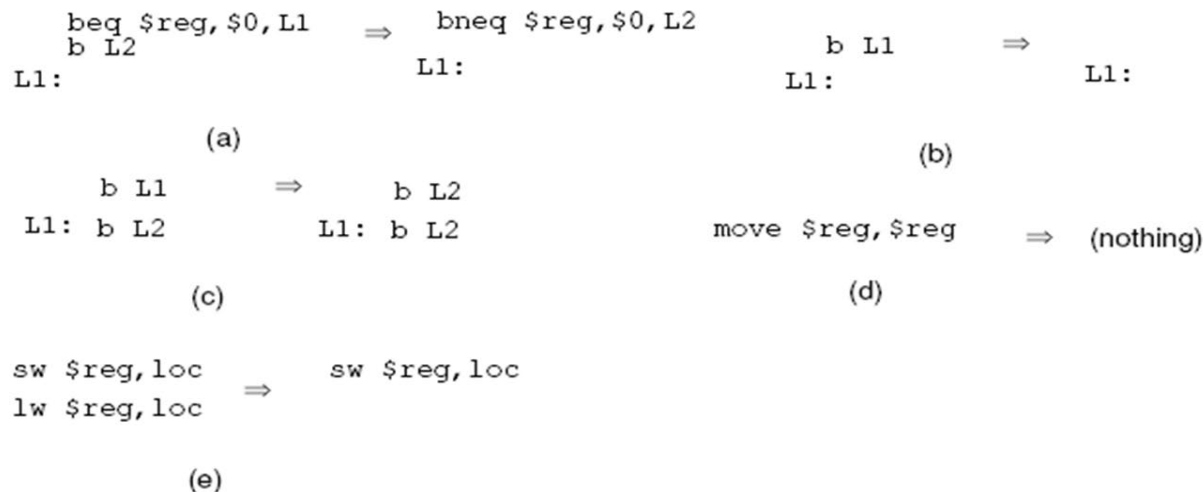 beq $reg,$0,L1 ⇒ bneq $reg,$0,L2
b L2
L1: L1:
(a)
b L1 ⇒
L1: L1:
(b)
b L1 ⇒ b L2
L1: b L2 L1: b L2
(c)
move $reg,$reg ⇒ (nothing)
(d)
sw $reg,loc ⇒ sw $reg,loc
lw $reg,loc
(e)